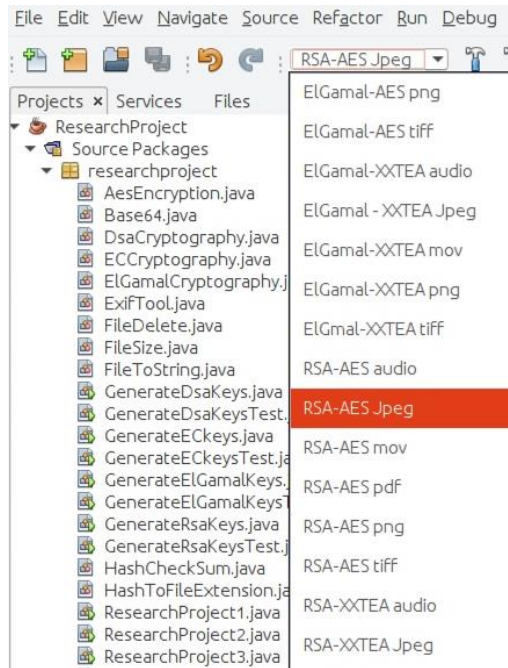 File Edit View Navigate Source Refactor Run Debug
RSA-AES Jpeg
Projects × Services Files
ResearchProject
Source Packages
researchproject
AesEncryption.java
Base64.java
DsaCryptography.java
ECCryptography.java
ElGamalCryptography.j
ExifTool.java
FileDelete.java
FileSize.java
FileToString.java
GenerateDsaKeys.java
GenerateDsaKeysTest.
GenerateECkeys.java
GenerateECkeysTest.ja
GenerateElGamalKeys.
GenerateElGamalKeysT
GenerateRsaKeys.java
GenerateRsaKeysTest.j
HashCheckSum.java
HashToFileExtension.ja
ResearchProject1.java
ResearchProject2.java
ResearchProject3.java
ElGamal-AES png
ElGamal-AES tiff
ElGamal-XXTEA audio
ElGamal - XXTEA Jpeg
ElGamal-XXTEA mov
ElGamal-XXTEA png
ElGmal-XXTEA tiff
RSA-AES audio
RSA-AES Jpeg
RSA-AES mov
RSA-AES pdf
RSA-AES png
RSA-AES tiff
RSA-XXTEA audio
RSA-XXTEA Jpeg